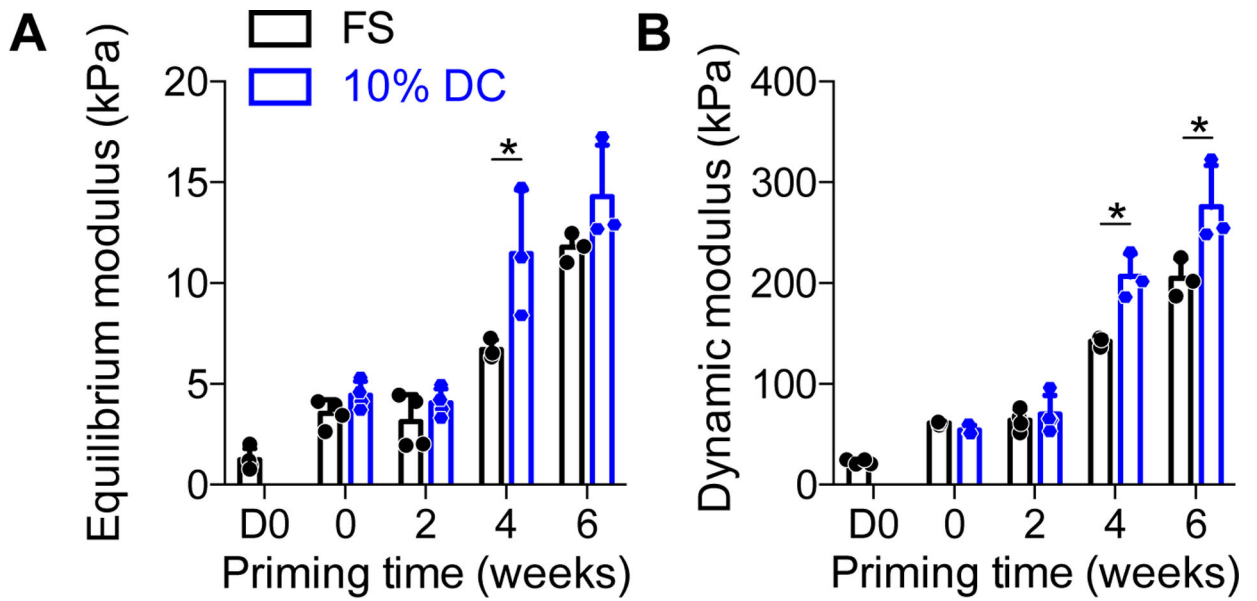 A
B
FS
10% DC
Equilibrium modulus (kPa)
20
15
10
5
0
*
D0 0 2 4 6
Priming time (weeks)
Dynamic modulus (kPa)
400
300
200
100
0
*
*
D0 0 2 4 6
Priming time (weeks)